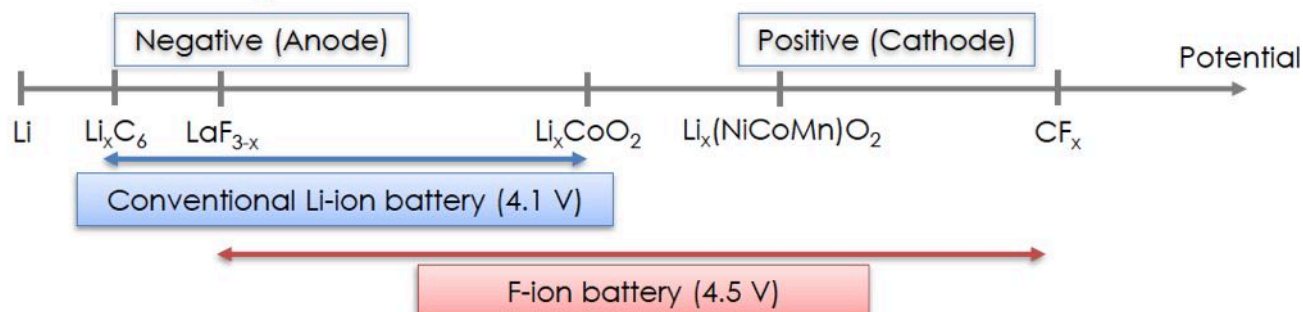 Negative (Anode)
Positive (Cathode)
Potential
Li
LiₓC₆
LaF₃₋ₓ
LiₓCoO₂
Liₓ(NiCoMn)O₂
CFₓ
Conventional Li-ion battery (4.1 V)
F-ion battery (4.5 V)